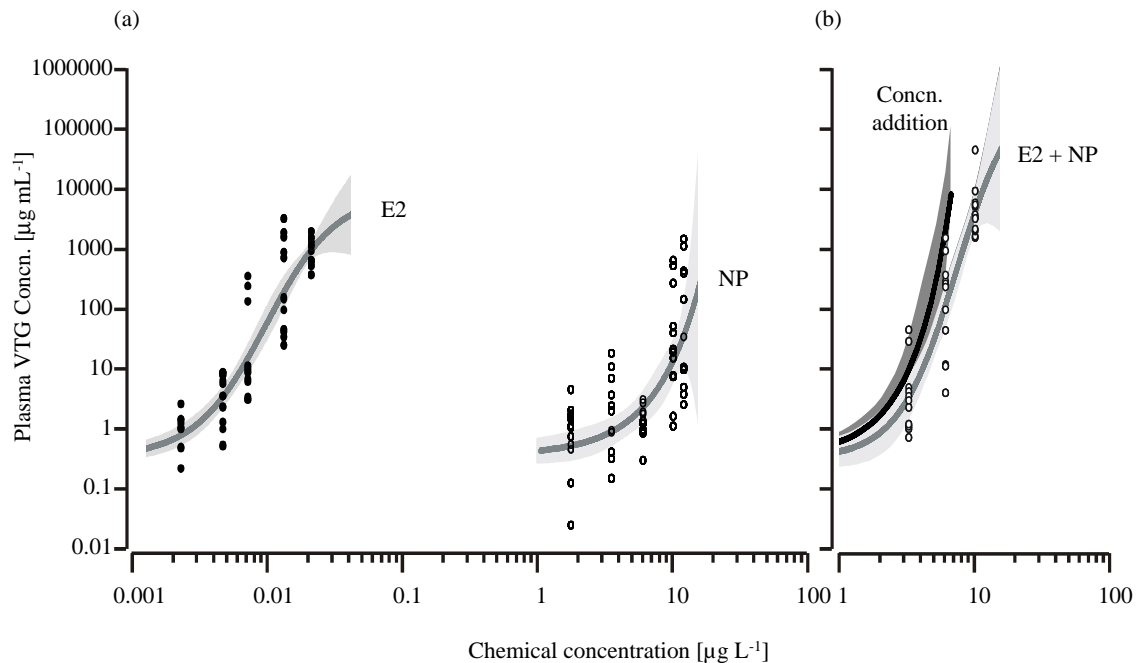 (a)
(b)
Plasma VTG Concn. [µg mL⁻¹]
1000000
100000
10000
1000
100
10
1
0.1
0.01
E2
NP
Concn.
addition
E2 + NP
0.001 0.01 0.1 1 10 100 1 10 100
Chemical concentration [µg L⁻¹]